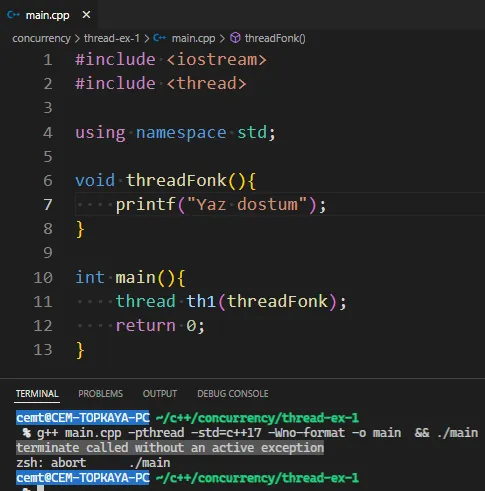 main.cpp ×
concurrency > thread-ex-1 > main.cpp > threadFonk()
1 #include <iostream>
2 #include <thread>
3
4 using namespace std;
5
6 void threadFonk(){
7 printf("Yaz dostum");
8 }
9
10 int main(){
11 thread th1(threadFonk);
12 return 0;
13 }
TERMINAL PROBLEMS OUTPUT DEBUG CONSOLE
cemt@CEM-TOPKAYA-PC ~/c++/concurrency/thread-ex-1
% g++ main.cpp -pthread -std=c++17 -Wno-format -o main && ./main
terminate called without an active exception
zsh: abort ./main
cemt@CEM-TOPKAYA-PC ~/c++/concurrency/thread-ex-1
%